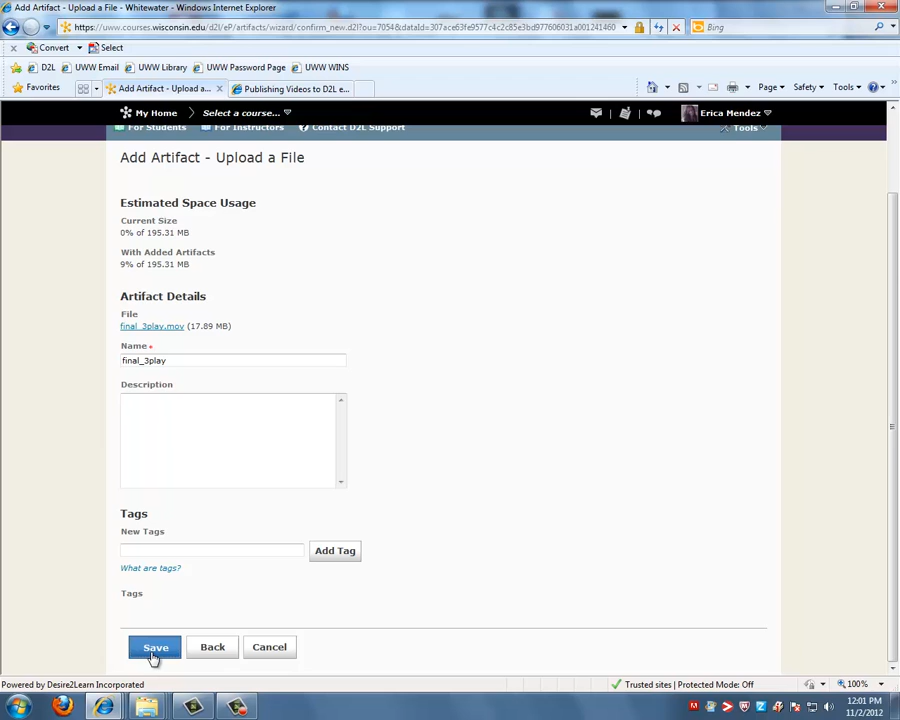 Add Artifact - Upload a File - Whitewater - Windows Internet Explorer
https://www.courses.wisconsin.edu/d2l/eP/artifacts/wizard/confirm_new.d2l?ou=7054&dataId=307ace63fe9577c4c2c85e3bd977606031a001241460
Bing
Convert
Select
D2L
UWW Email
UWW Library
UWW Password Page
UWW WINS
Favorites
Add Artifact - Upload a...
Publishing Videos to D2L e...
Page
Safety
Tools
My Home
Select a course...
Erica Mendez
For Students
For Instructors
Contact D2L Support
Tools
Add Artifact - Upload a File
Estimated Space Usage
Current Size
0% of 195.31 MB
With Added Artifacts
9% of 195.31 MB
Artifact Details
File
final_3play.mov (17.89 MB)
Name *
final_3play
Description
Tags
New Tags
Add Tag
What are tags?
Tags
Save
Back
Cancel
Powered by Desire2Learn Incorporated
Trusted sites | Protected Mode: Off
100%
12:01 PM
11/2/2012